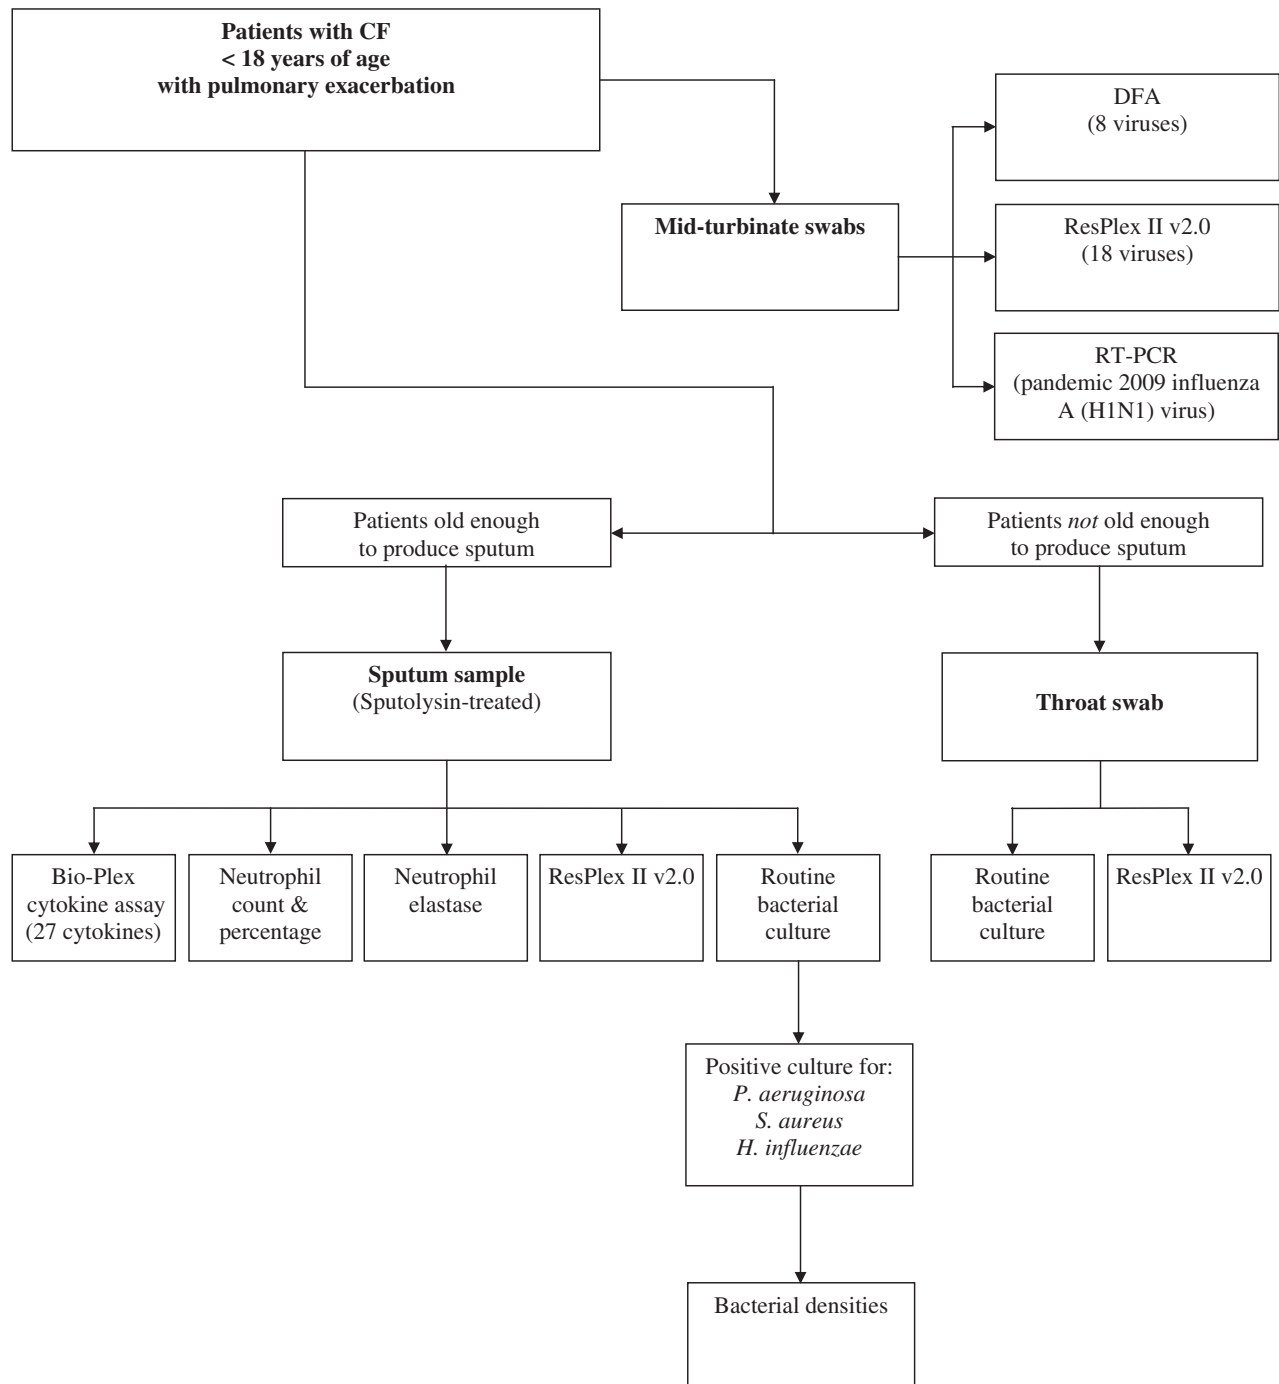 Patients with CF
< 18 years of age
with pulmonary exacerbation
DFA
(8 viruses)
Mid-turbinate swabs
ResPlex II v2.0
(18 viruses)
RT-PCR
(pandemic 2009 influenza
A (H1N1) virus)
Patients old enough
to produce sputum
Patients not old enough
to produce sputum
Sputum sample
(Sputolysin-treated)
Throat swab
Bio-Plex
cytokine assay
(27 cytokines)
Neutrophil
count &
percentage
Neutrophil
elastase
ResPlex II v2.0
Routine
bacterial
culture
Routine
bacterial
culture
ResPlex II v2.0
Positive culture for:
P. aeruginosa
S. aureus
H. influenzae
Bacterial densities